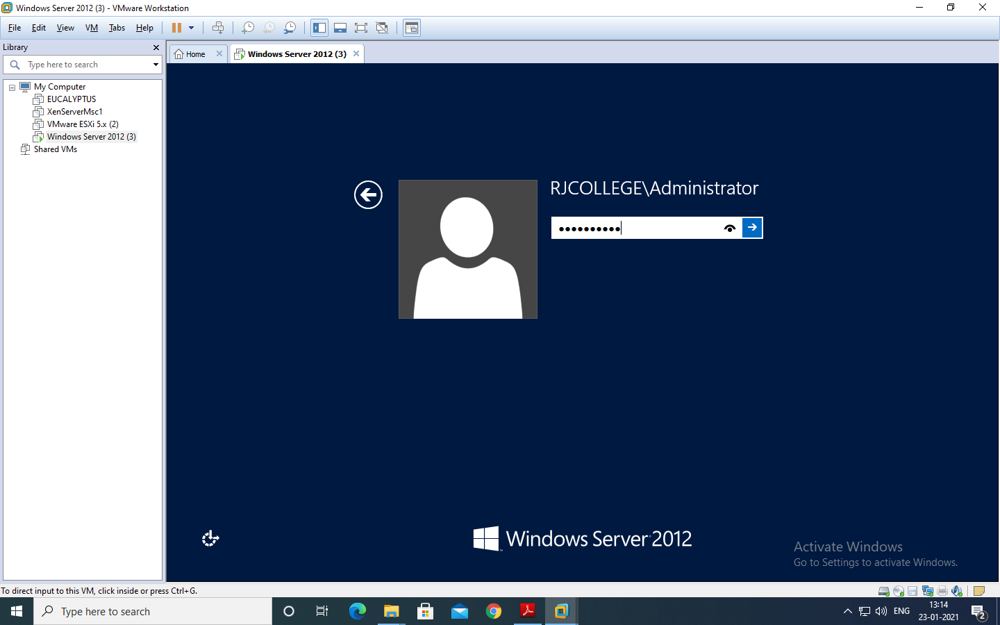 Windows Server 2012 (3) - VMware Workstation
File Edit View VM Tabs Help
Library
Home
Windows Server 2012 (3)
Type here to search
My Computer
EUCALYPTUS
XenServerMsc1
VMware ESXi 5.x (2)
Windows Server 2012 (3)
Shared VMs
RJCOLLEGE\Administrator
Windows Server 2012
Activate Windows
Go to Settings to activate Windows.
To direct input to this VM, click inside or press Ctrl+G.
Type here to search
ENG
13:14
23-01-2021
2